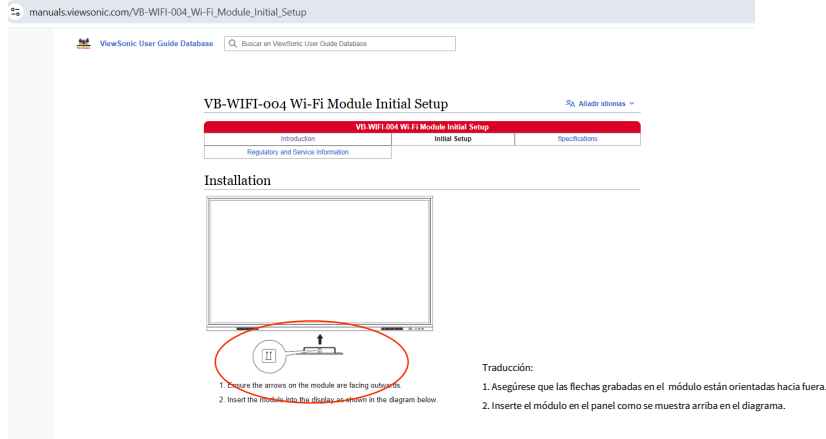 manuals.viewsonic.com/VB-WIFI-004_Wi-Fi_Module_Initial_Setup
ViewSonic User Guide Database
Buscar en ViewSonic User Guide Database
VB-WIFI-004 Wi-Fi Module Initial Setup
Añadir idiomas
VB-WIFI-004 Wi-Fi Module Initial Setup
Introduction
Initial Setup
Specifications
Regulatory and Service Information
Installation
1. Ensure the arrows on the module are facing outwards.
2. Insert the module into the display as shown in the diagram below.
Traducción:
1. Asegúrese que las flechas grabadas en el módulo están orientadas hacia fuera.
2. Inserte el módulo en el panel como se muestra arriba en el diagrama.